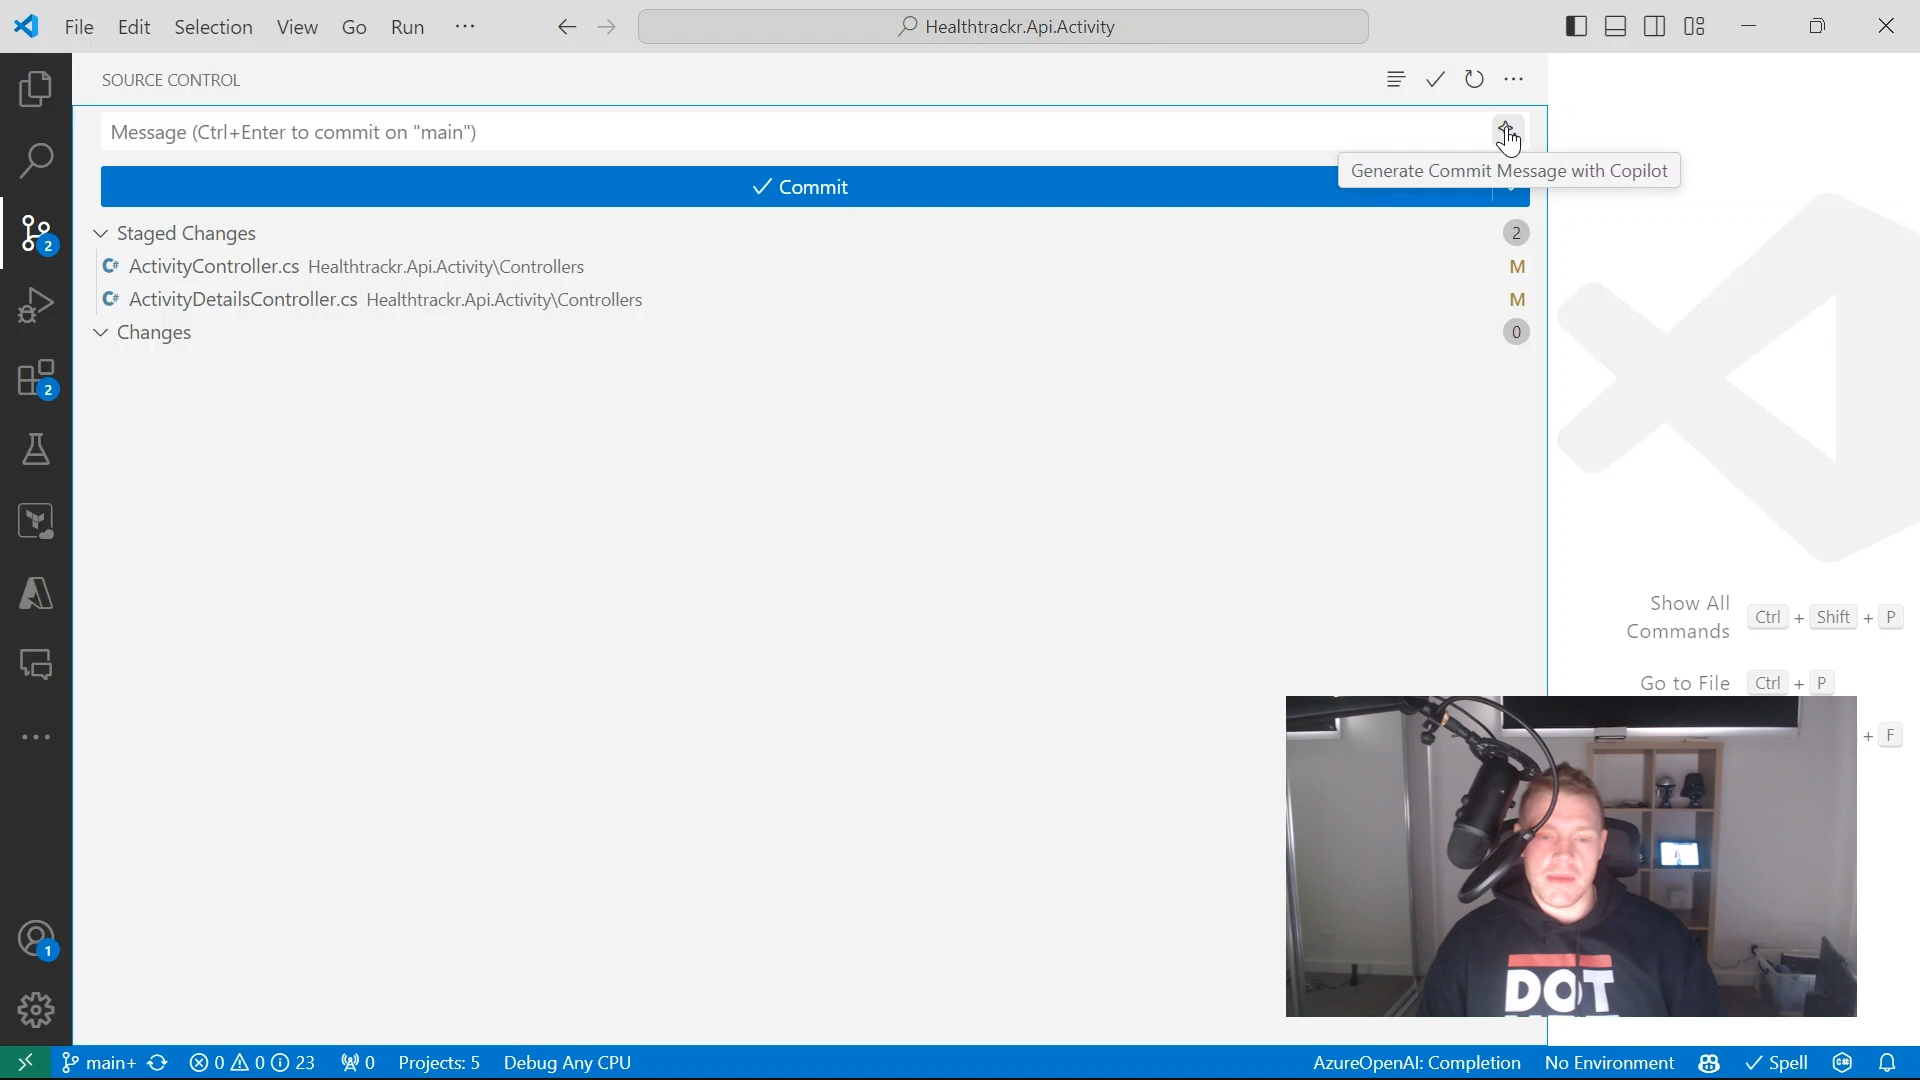 File Edit Selection View Go Run ···
Healthtrackr.Api.Activity
SOURCE CONTROL
Message (Ctrl+Enter to commit on "main")
Generate Commit Message with Copilot
Commit
Staged Changes 2
C# ActivityController.cs Healthtrackr.Api.Activity\Controllers M
C# ActivityDetailsController.cs Healthtrackr.Api.Activity\Controllers M
Changes 0
2
2
1
Show All
Commands Ctrl + Shift + P
Go to File Ctrl + P
+ F
DOT
main+ 0 0 23 0 Projects: 5 Debug Any CPU AzureOpenAI: Completion No Environment Spell